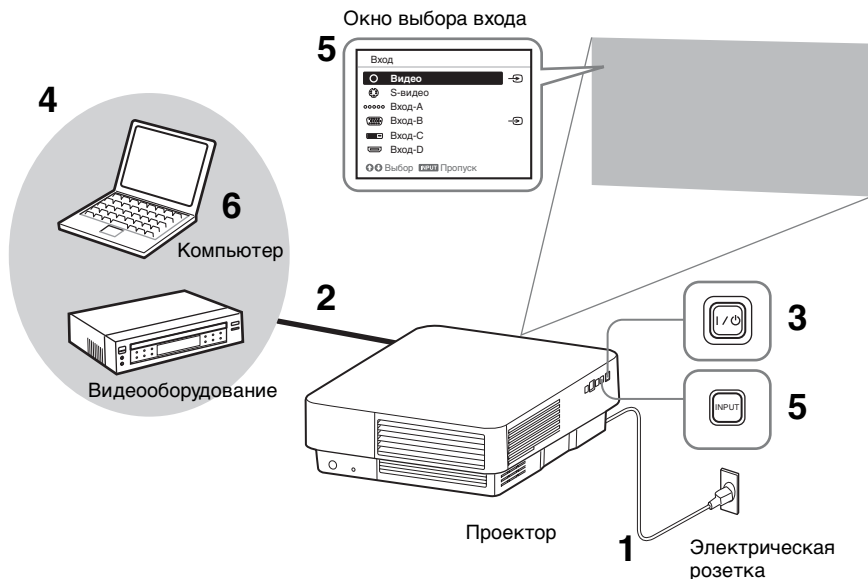 Окно выбора входа
5
Вход
Видео
S-видео
Вход-A
Вход-B
Вход-C
Вход-D
Выбор INPUT Пропуск
4
6
Компьютер
2
Видеооборудование
I / ⏻
3
INPUT
5
Проектор
1
Электрическая
розетка